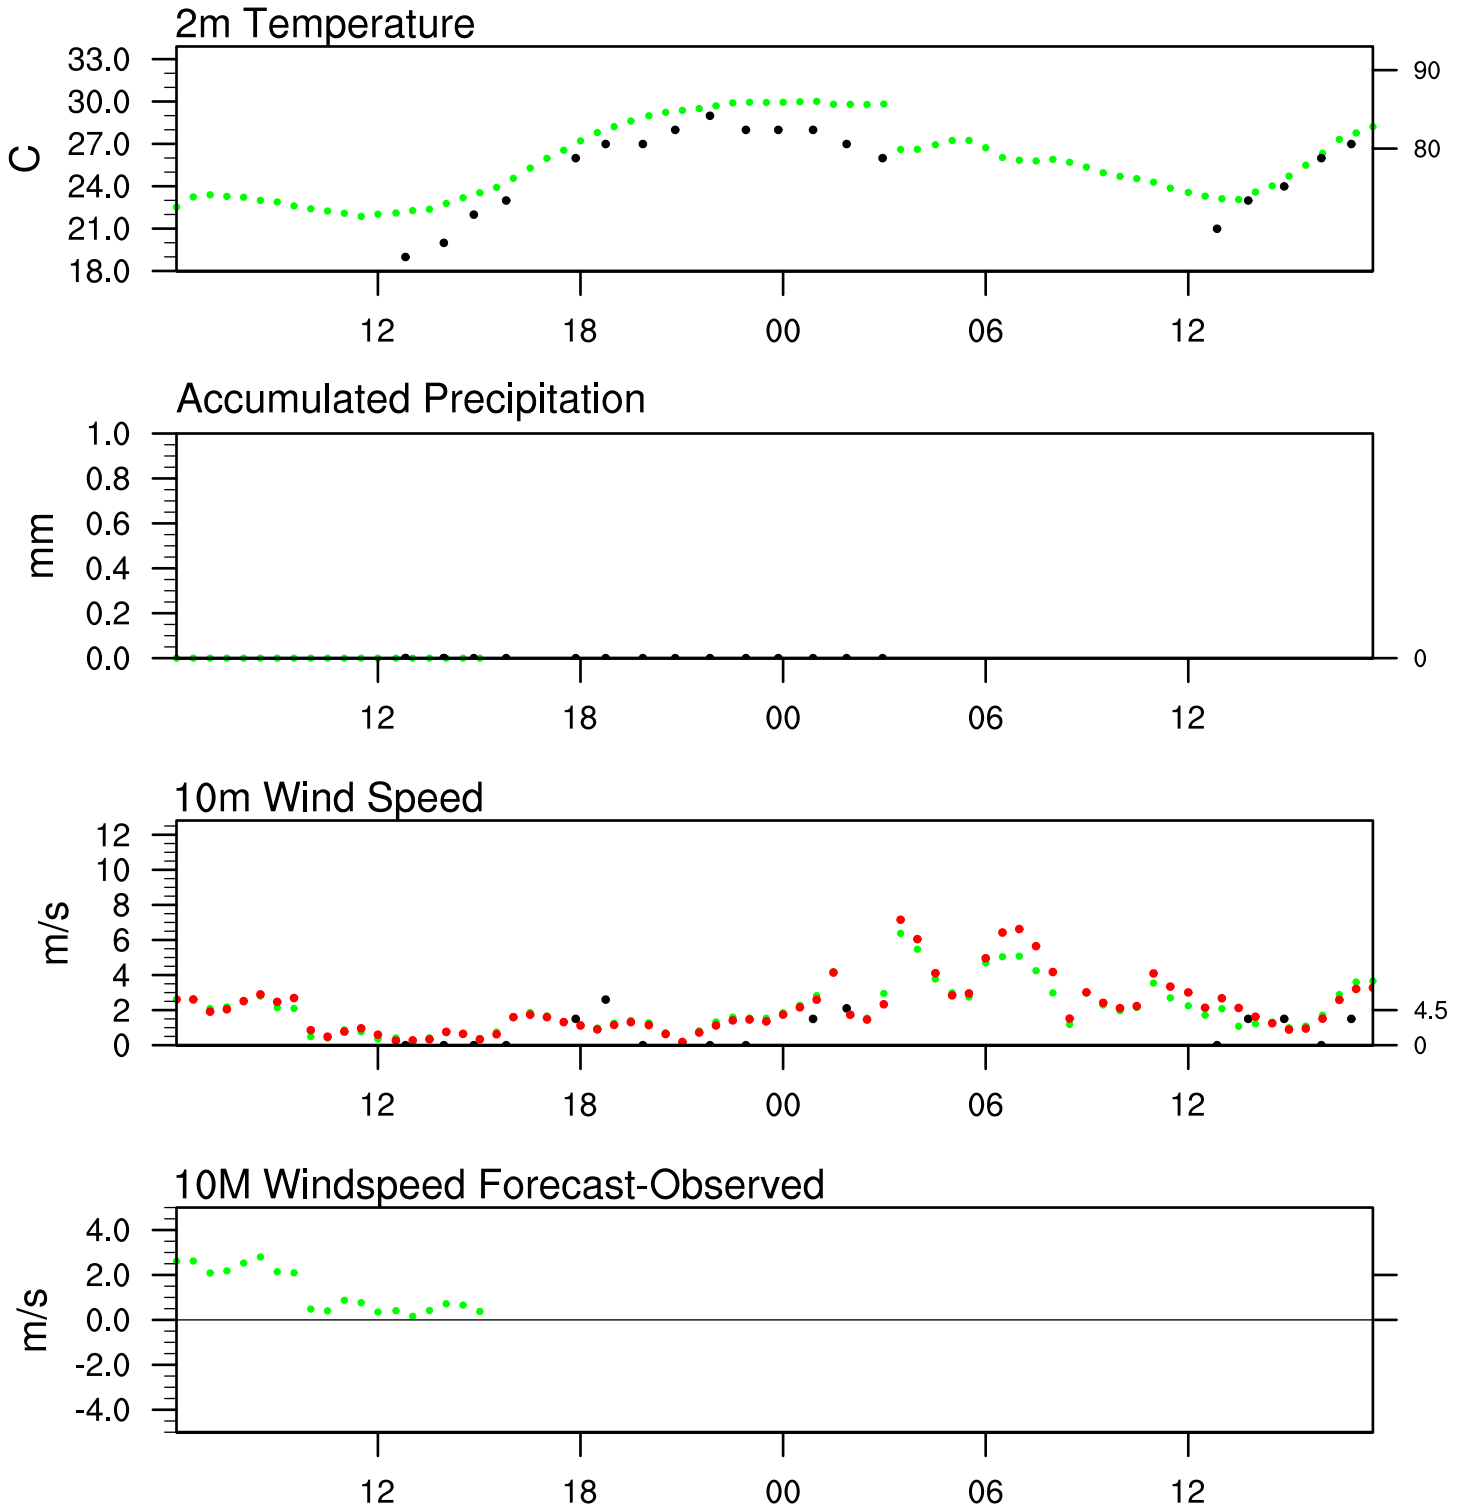 2m Temperature
33.0
30.0
27.0
24.0
21.0
18.0
C
90
80
12 18 00 06 12
Accumulated Precipitation
1.0
0.8
0.6
0.4
0.2
0.0
mm
0
12 18 00 06 12
10m Wind Speed
12
10
8
6
4
2
0
m/s
4.5
0
12 18 00 06 12
10M Windspeed Forecast-Observed
4.0
2.0
0.0
-2.0
-4.0
m/s
12 18 00 06 12